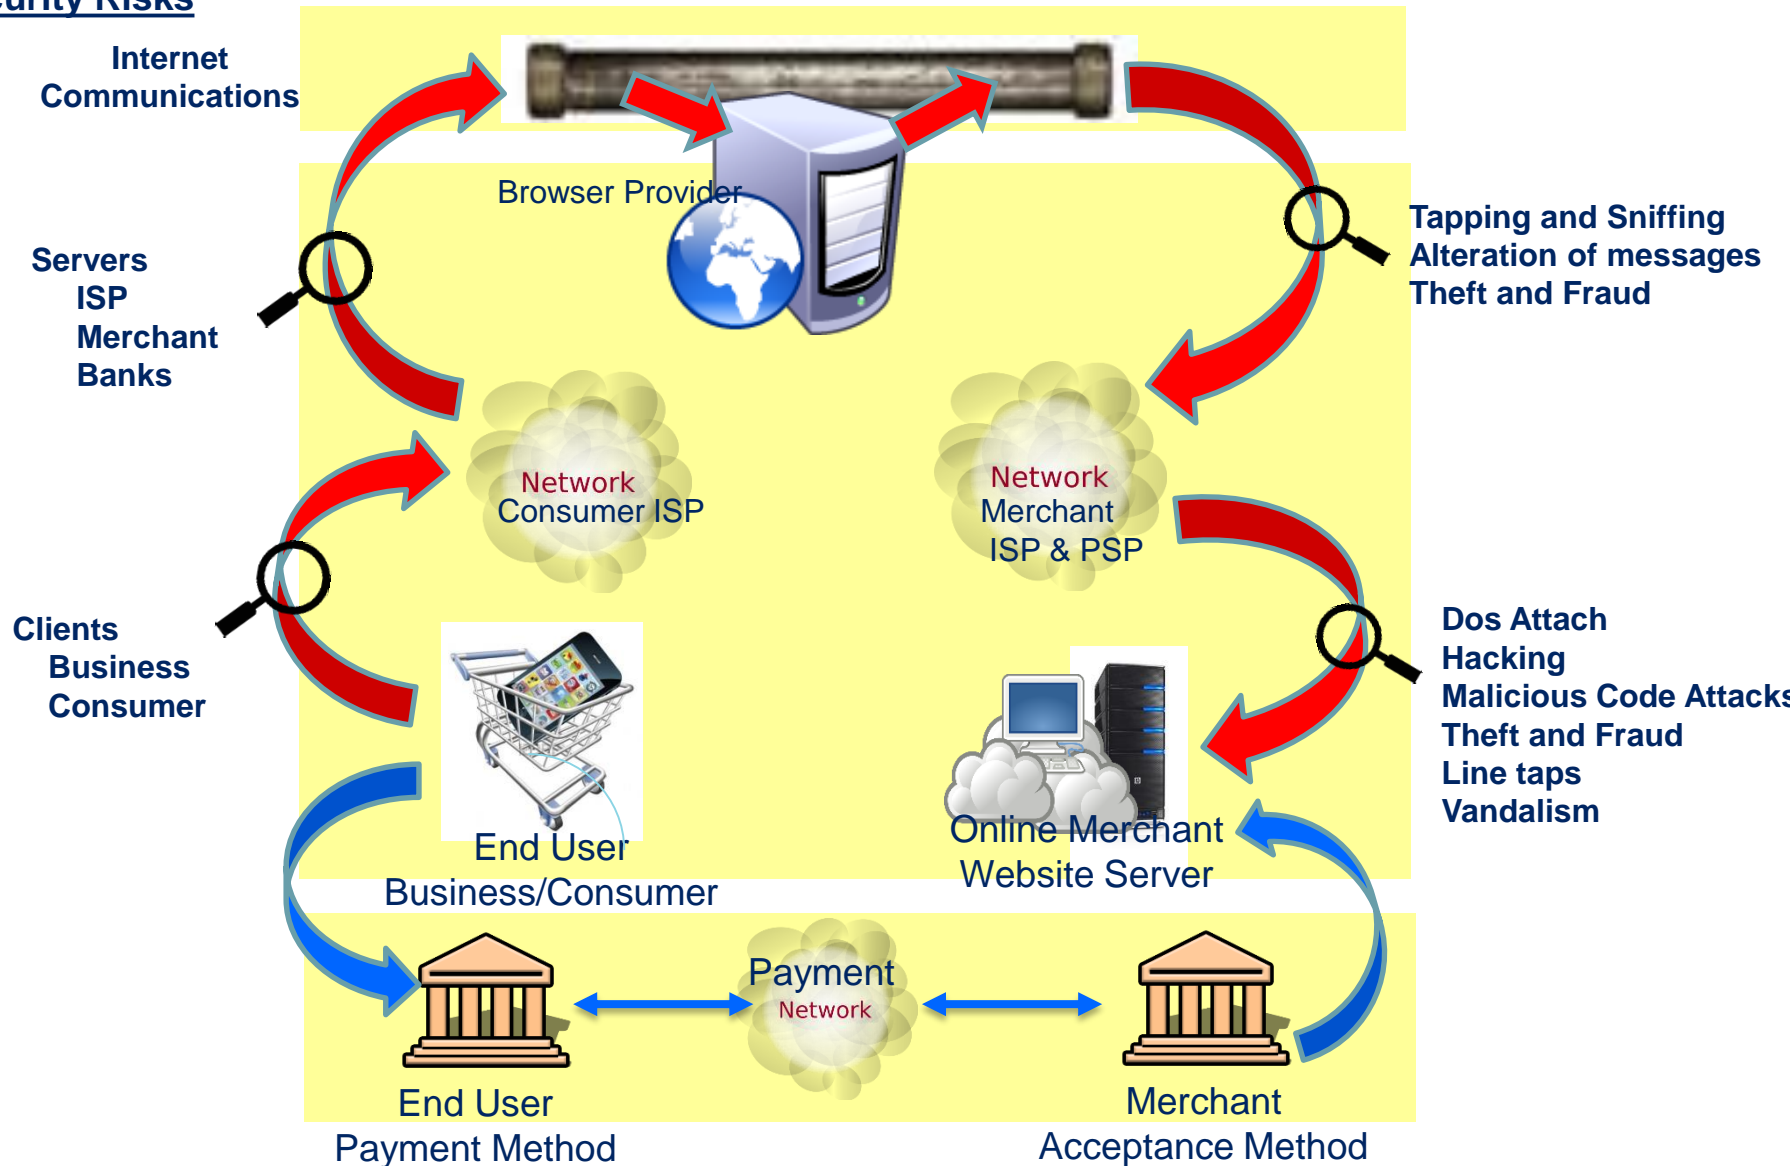 curity Risks
Internet
Communications
Browser Provider
Servers
ISP
Merchant
Banks
Tapping and Sniffing
Alteration of messages
Theft and Fraud
Network
Consumer ISP
Network
Merchant
ISP & PSP
Clients
Business
Consumer
Dos Attach
Hacking
Malicious Code Attacks
Theft and Fraud
Line taps
Vandalism
End User
Business/Consumer
Online Merchant
Website Server
Payment
Network
End User
Payment Method
Merchant
Acceptance Method